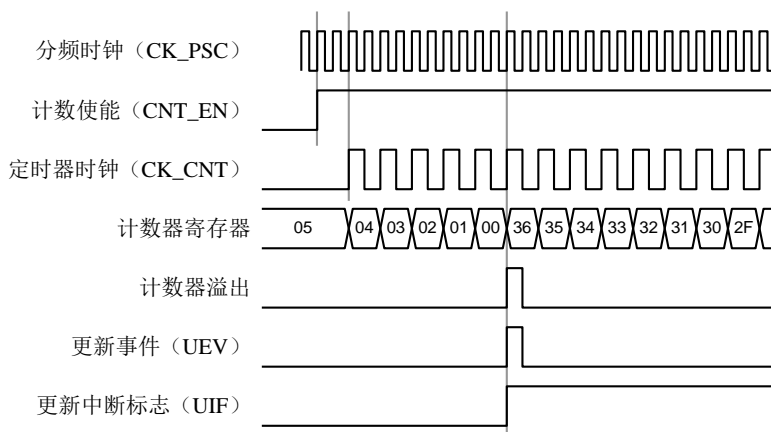 分频时钟（CK_PSC）
计数使能（CNT_EN）
定时器时钟（CK_CNT）
计数器寄存器 05 04 03 02 01 00 36 35 34 33 32 31 30 2F
计数器溢出
更新事件（UEV）
更新中断标志（UIF）